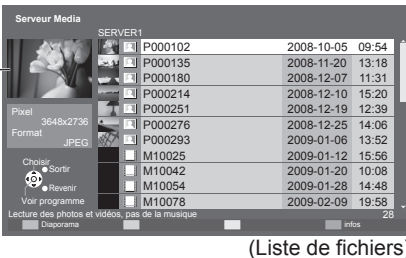 Serveur Media
SERVER1
P000102 2008-10-05 09:54
P000135 2008-11-20 13:18
P000180 2008-12-07 11:31
P000214 2008-12-10 15:20
P000251 2008-12-19 12:39
P000276 2008-12-25 14:06
P000293 2009-01-06 13:52
M10025 2009-01-12 15:56
M10042 2009-01-20 10:08
M10054 2009-01-28 14:48
M10078 2009-02-09 19:58
Pixel
3648x2736
Format
JPEG
Choisir
Sortir
Revenir
Voir programme
Lecture des photos et vidéos, pas de la musique 28
Diaporama infos
(Liste de fichiers)